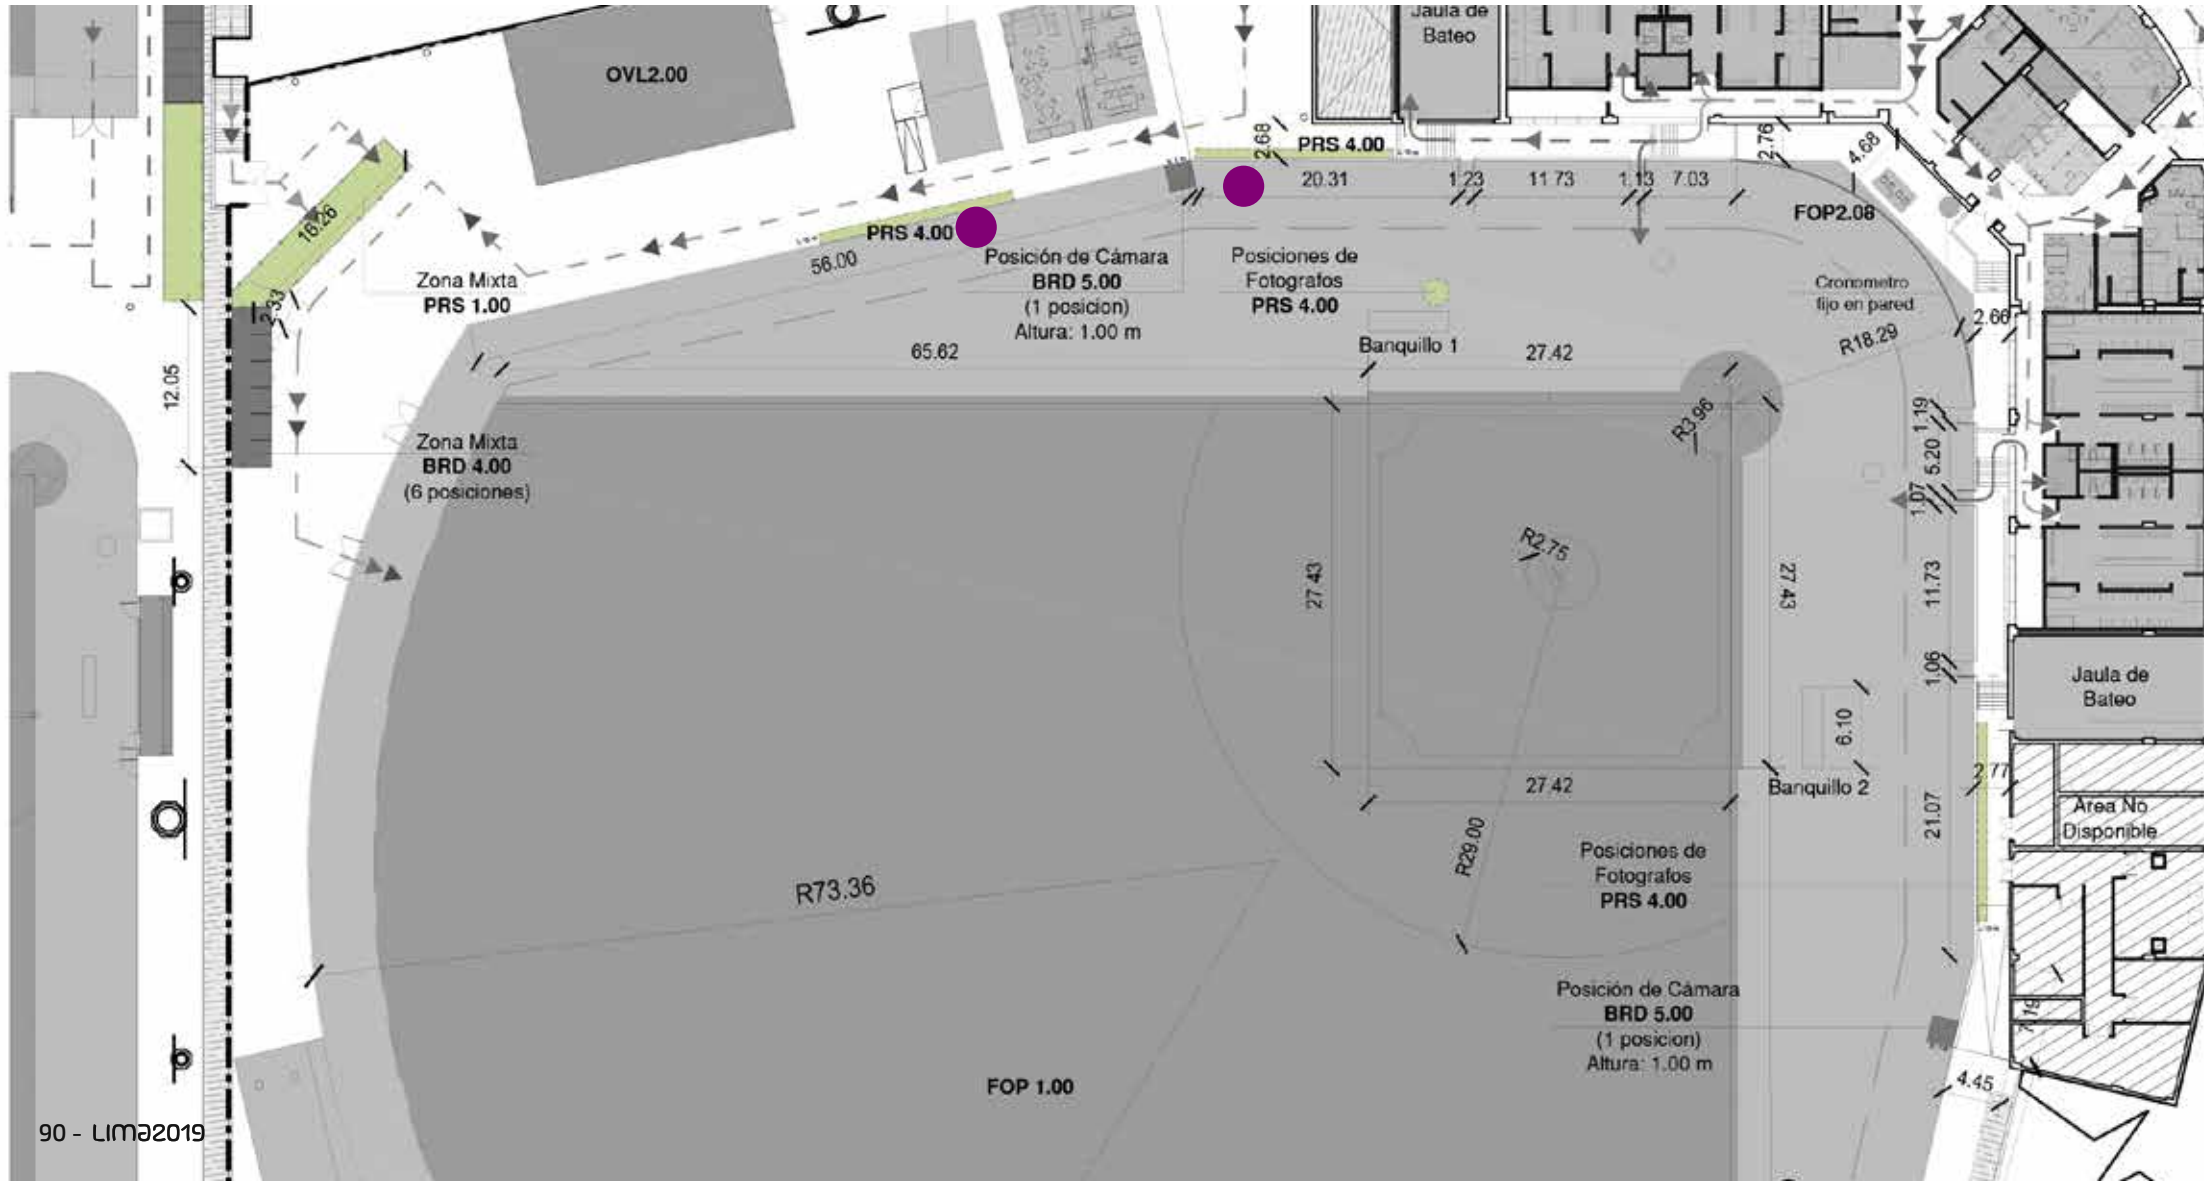 Jaula de
Bateo
OVL2.00
2.68
PRS 4.00
2.76
4.68
20.31
1.23
11.73
1.13
7.03
FOP2.08
16.26
PRS 4.00
56.00
Posición de Cámara
BRD 5.00
(1 posicion)
Altura: 1.00 m
Posiciones de
Fotografos
PRS 4.00
Zona Mixta
PRS 1.00
2.33
Cronometro
fijo en pared
2.66
R18.29
Banquillo 1
65.62
27.42
12.05
R3.96
1.19
5.20
1.07
Zona Mixta
BRD 4.00
(6 posiciones)
R2.75
27.43
27.43
11.73
1.06
Jaula de
Bateo
6.10
2.77
27.42
Banquillo 2
Area No
Disponible
21.07
R29.00
Posiciones de
Fotografos
PRS 4.00
R73.36
Posición de Cámara
BRD 5.00
(1 posicion)
Altura: 1.00 m
7.19
4.45
FOP 1.00
90 - LIMA2019